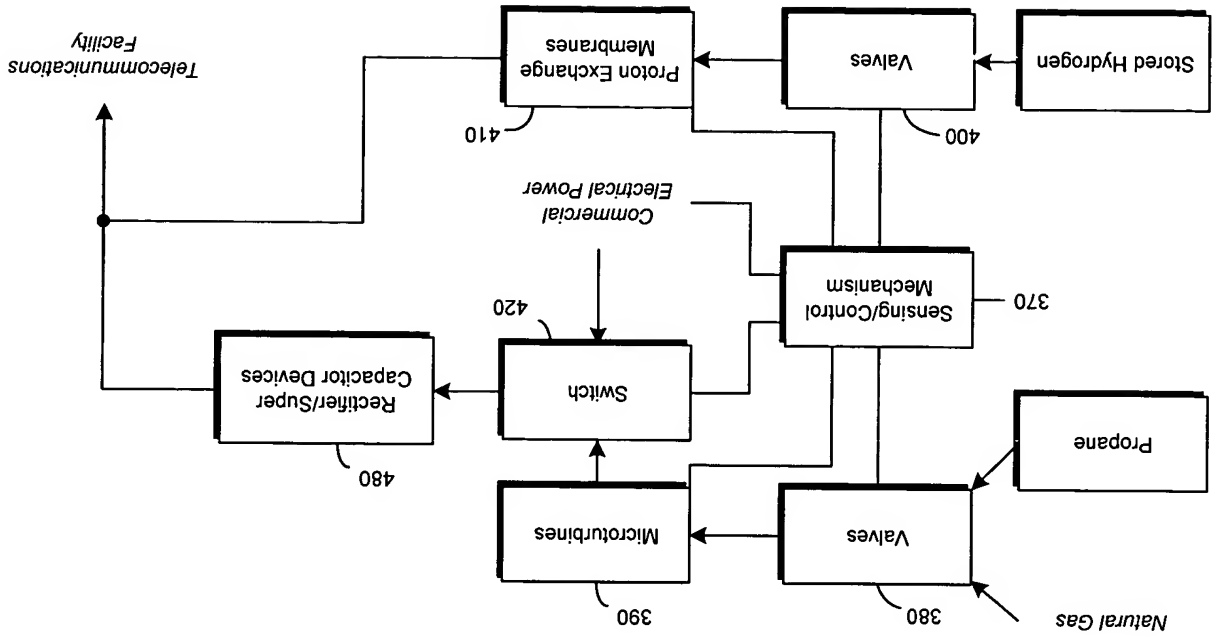 Natural Gas
380
Valves
390
Microturbines
Propane
480
Rectifier/Super
Capacitor Devices
Switch
420
370
Sensing/Control
Mechanism
Commercial
Electrical Power
400
410
Stored Hydrogen
Valves
Proton Exchange
Membranes
Telecommunications
Facility